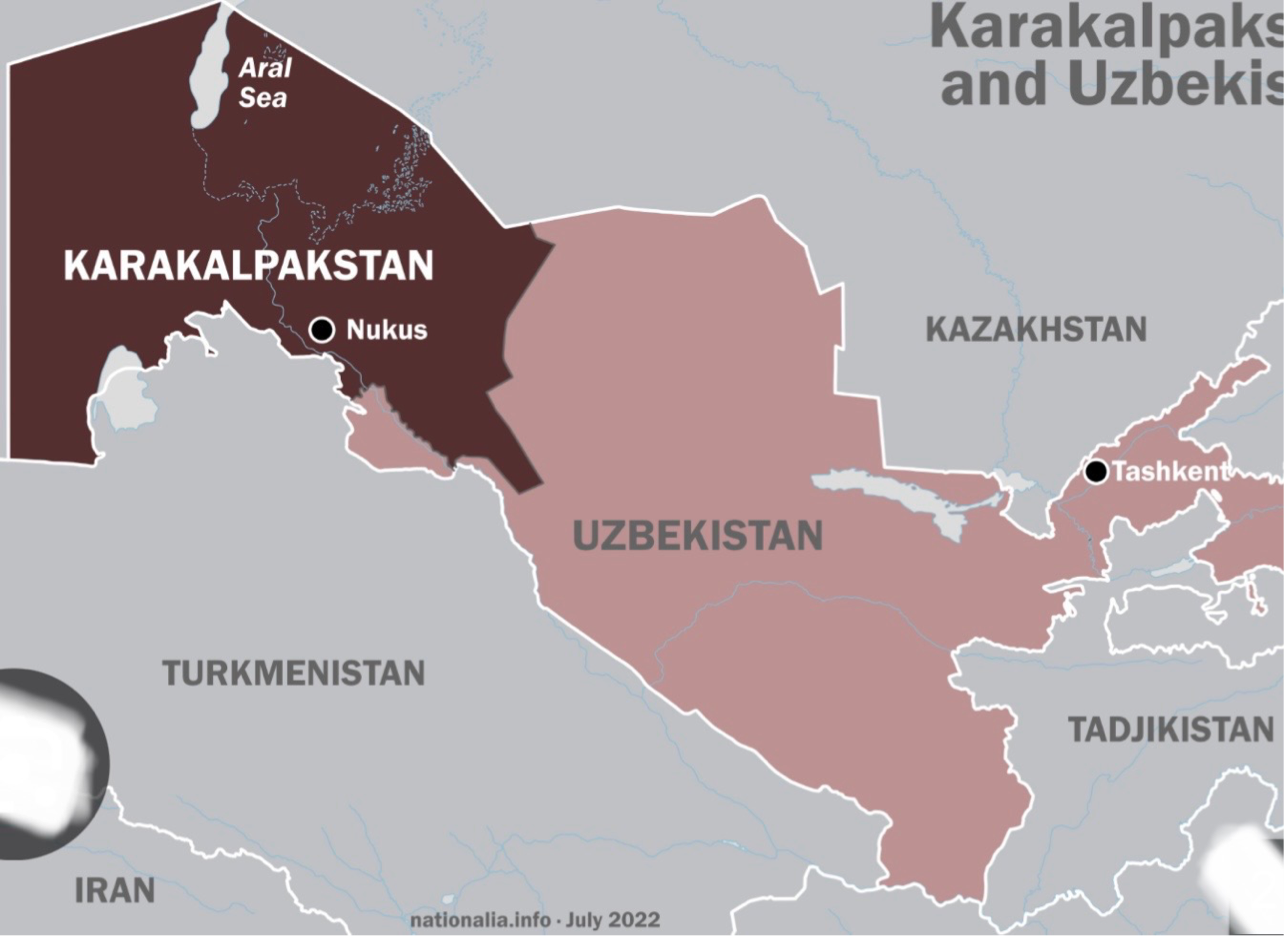 Karakalpaks
and Uzbekis
Aral
Sea
KARAKALPAKSTAN
Nukus
KAZAKHSTAN
Tashkent
UZBEKISTAN
TURKMENISTAN
TADJIKISTAN
IRAN
nationalia.info · July 2022